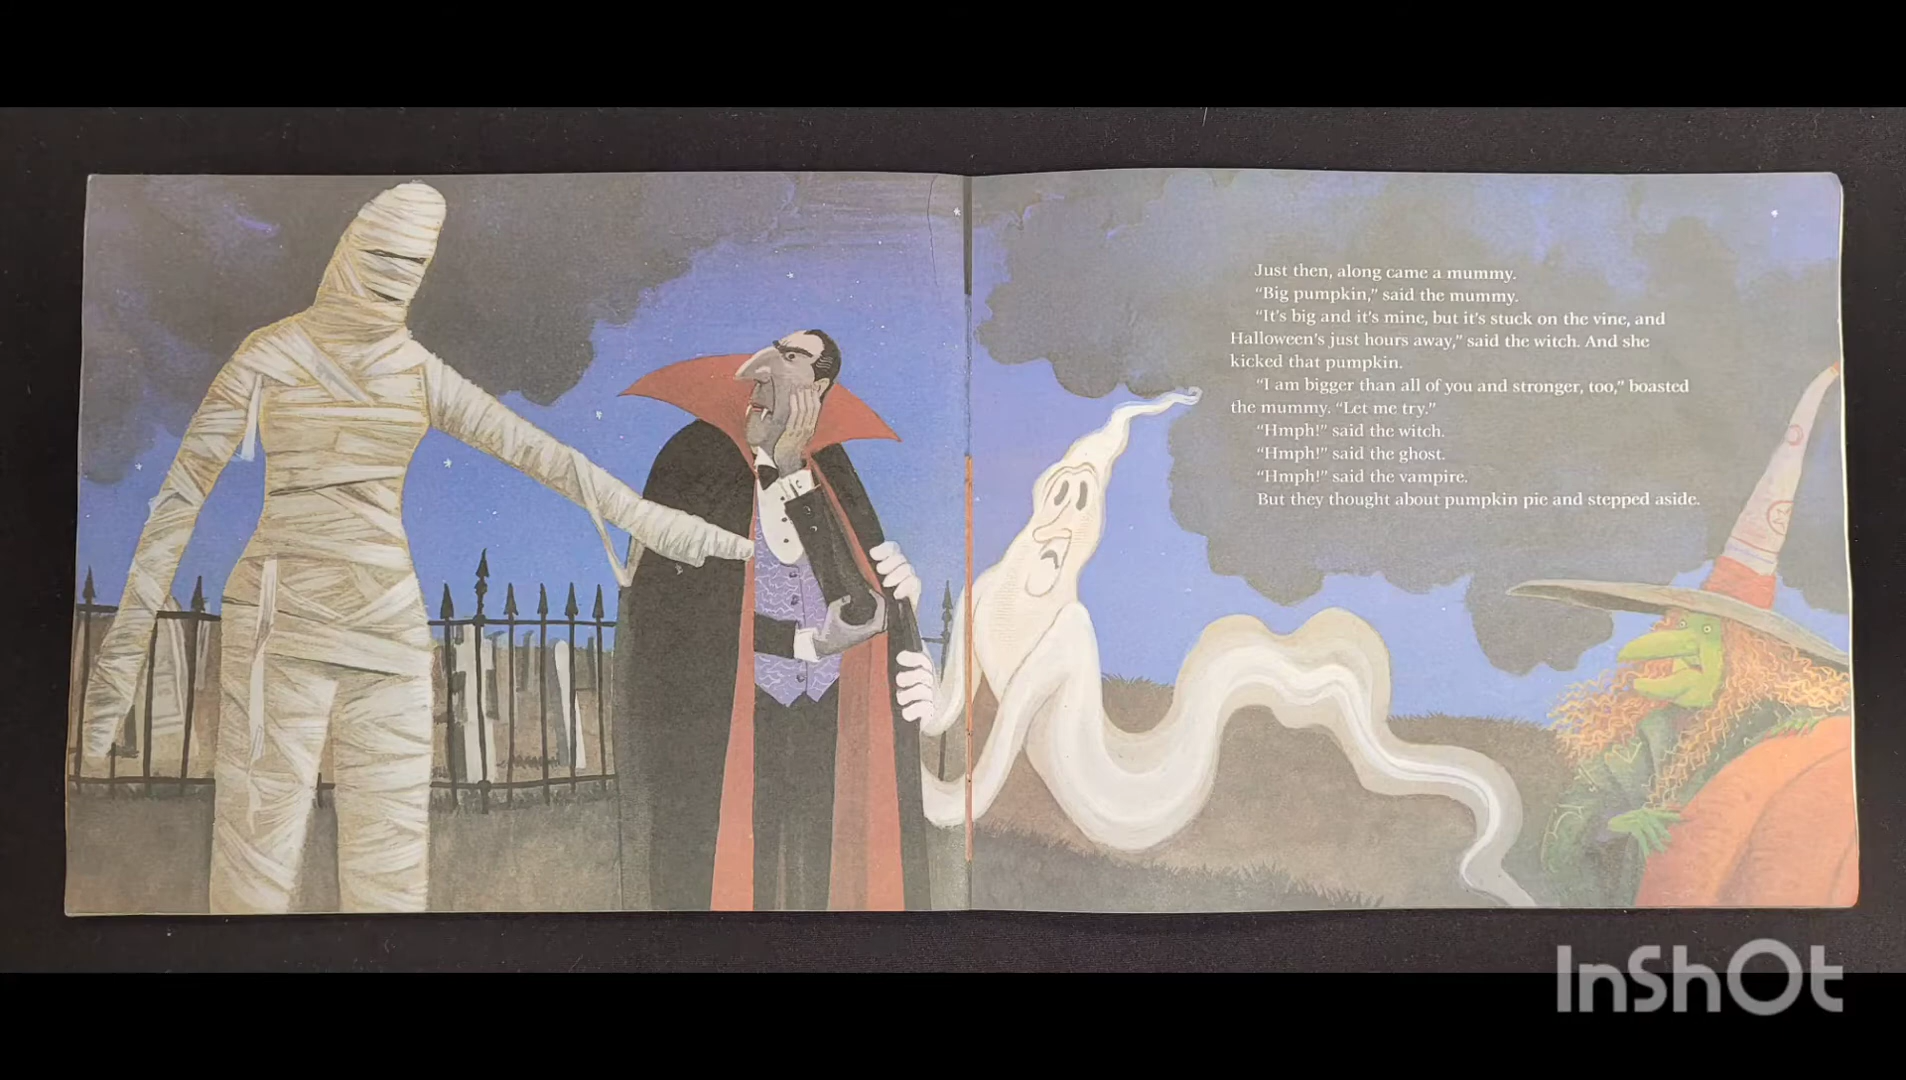 Just then, along came a mummy.
“Big pumpkin,” said the mummy.
“It’s big and it’s mine, but it’s stuck on the vine, and
Halloween’s just hours away,” said the witch. And she
kicked that pumpkin.
“I am bigger than all of you and stronger, too,” boasted
the mummy. “Let me try.”
“Hmph!” said the witch.
“Hmph!” said the ghost.
“Hmph!” said the vampire.
But they thought about pumpkin pie and stepped aside.
InShOt